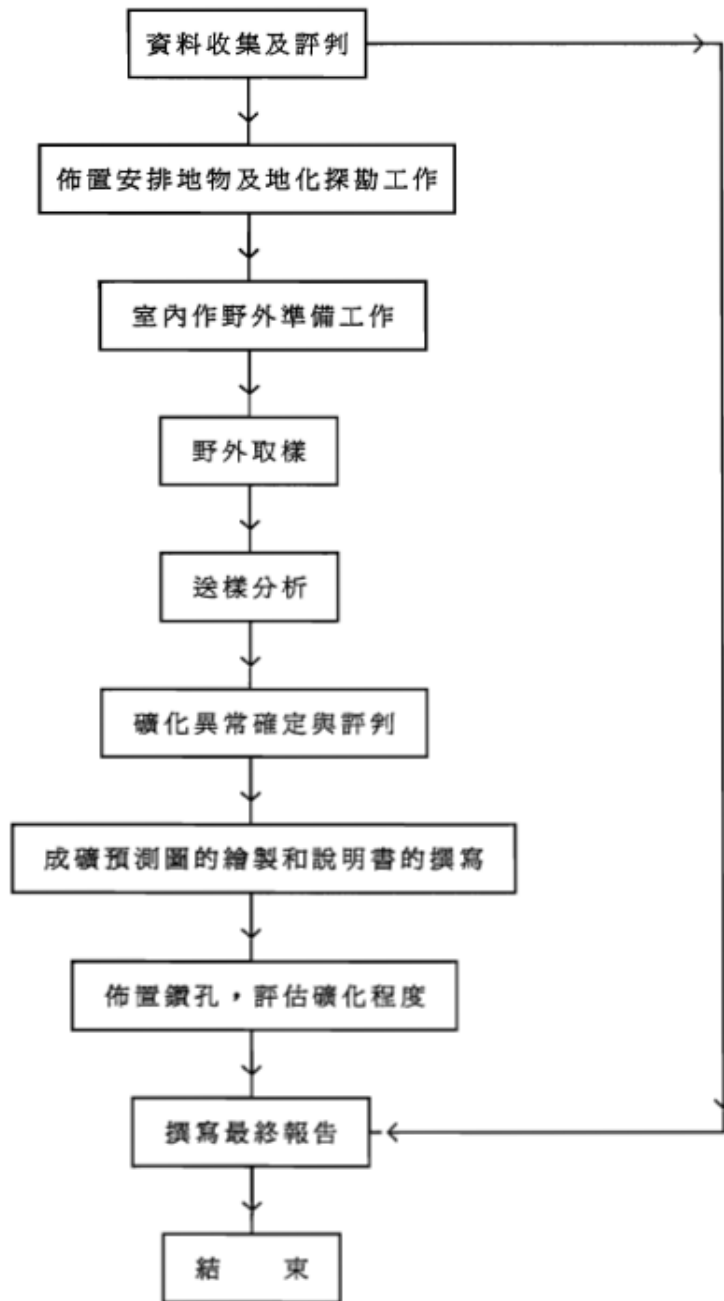 資料收集及評判
佈置安排地物及地化探勘工作
室內作野外準備工作
野外取樣
送樣分析
礦化異常確定與評判
成礦預測圖的繪製和說明書的撰寫
佈置鑽孔，評估礦化程度
撰寫最終報告
結 束